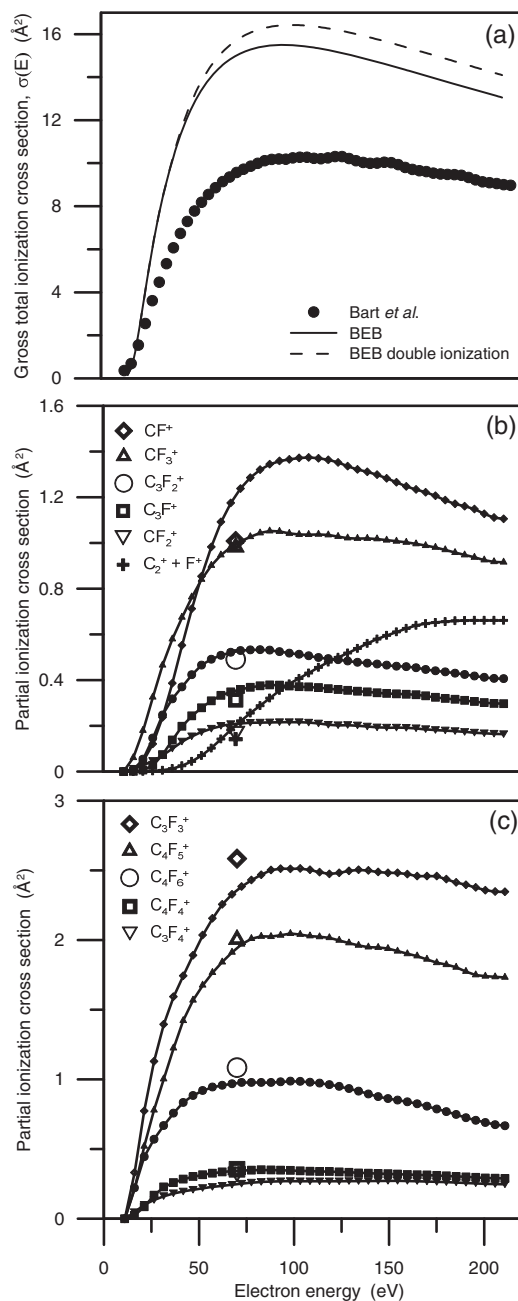 (a)
Gross total ionization cross section, σ(E) (Å²)
16
12
8
4
0
Bart et al.
BEB
BEB double ionization
(b)
Partial ionization cross section (Å²)
1.6
1.2
0.8
0.4
0
CF⁺
CF₃⁺
C₃F₂⁺
C₃F⁺
CF₂⁺
C₂⁺ + F⁺
(c)
Partial ionization cross section (Å²)
3
2
1
0
C₃F₃⁺
C₄F₅⁺
C₄F₆⁺
C₄F₄⁺
C₃F₄⁺
0 50 100 150 200
Electron energy (eV)